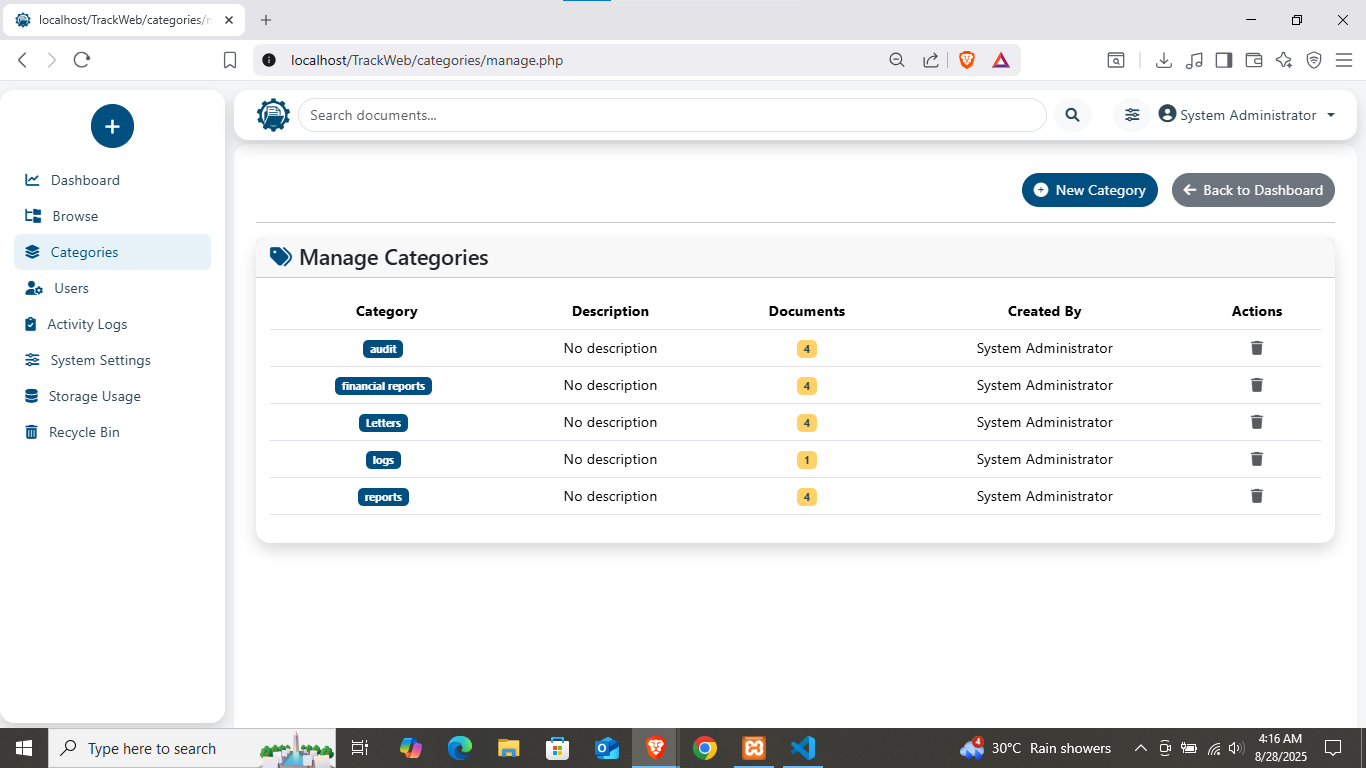 localhost/TrackWeb/categories/
localhost/TrackWeb/categories/manage.php
Search documents...
System Administrator
Dashboard
Browse
Categories
Users
Activity Logs
System Settings
Storage Usage
Recycle Bin
New Category
Back to Dashboard
Manage Categories
Category Description Documents Created By Actions
audit No description 4 System Administrator
financial reports No description 4 System Administrator
Letters No description 4 System Administrator
logs No description 1 System Administrator
reports No description 4 System Administrator
Type here to search
4
30°C Rain showers
4:16 AM
8/28/2025